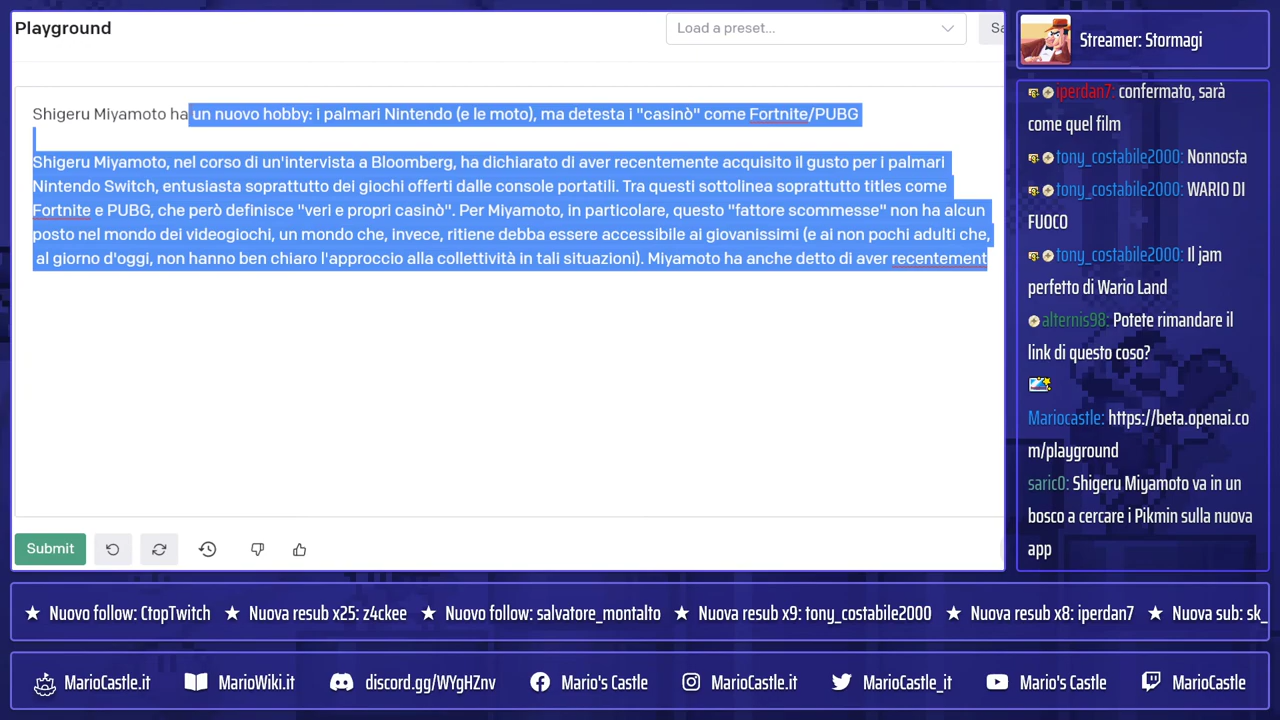 Playground
Load a preset...
Sa
Streamer: Stormagi
Shigeru Miyamoto ha un nuovo hobby: i palmari Nintendo (e le moto), ma detesta i "casinò" come Fortnite/PUBG
Shigeru Miyamoto, nel corso di un'intervista a Bloomberg, ha dichiarato di aver recentemente acquisito il gusto per i palmari
Nintendo Switch, entusiasta soprattutto dei giochi offerti dalle console portatili. Tra questi sottolinea soprattutto titles come
Fortnite e PUBG, che però definisce "veri e propri casinò". Per Miyamoto, in particolare, questo "fattore scommesse" non ha alcun
posto nel mondo dei videogiochi, un mondo che, invece, ritiene debba essere accessibile ai giovanissimi (e ai non pochi adulti che,
al giorno d'oggi, non hanno ben chiaro l'approccio alla collettività in tali situazioni). Miyamoto ha anche detto di aver recentement
Submit
iperdan7: confermato, sarà
come quel film
tony_costabile2000: Nonnosta
tony_costabile2000: WARIO DI
FUOCO
tony_costabile2000: Il jam
perfetto di Wario Land
alternis98: Potete rimandare il
link di questo coso?
Mariocastle: https://beta.openai.co
m/playground
saric0: Shigeru Miyamoto va in un
bosco a cercare i Pikmin sulla nuova
app
★ Nuovo follow: CtopTwitch ★ Nuova resub x25: z4ckee ★ Nuovo follow: salvatore_montalto ★ Nuova resub x9: tony_costabile2000 ★ Nuova resub x8: iperdan7 ★ Nuova sub: sk_
MarioCastle.it MarioWiki.it discord.gg/WYgHZnv Mario's Castle MarioCastle.it MarioCastle_it Mario's Castle MarioCastle